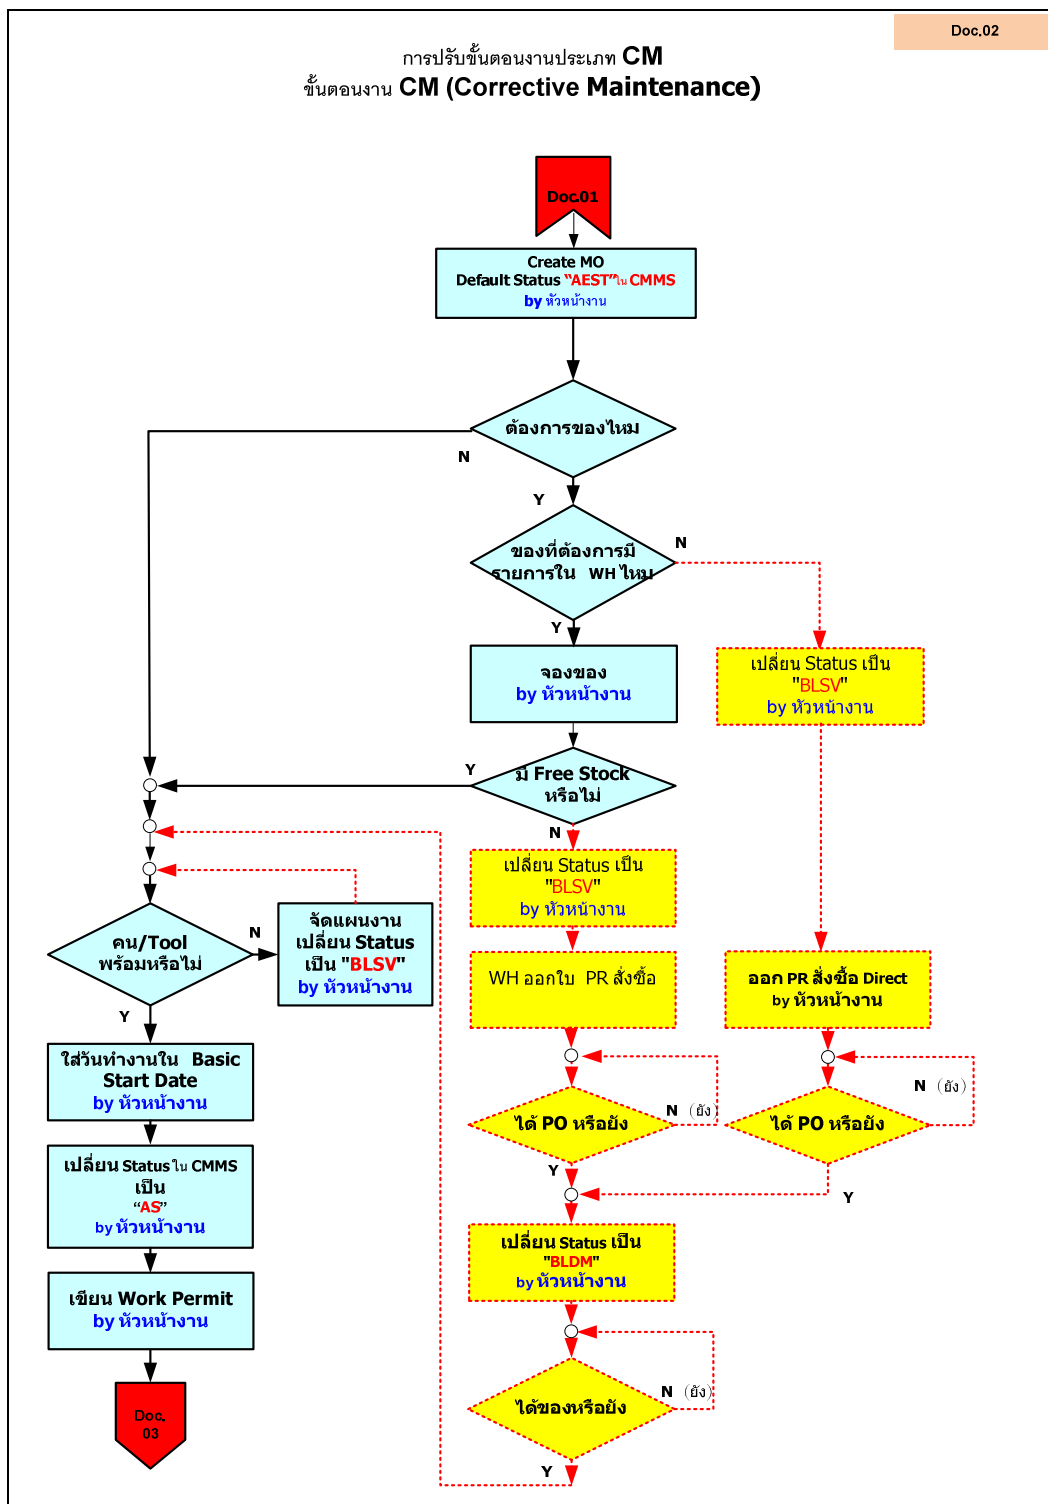 Doc.02
การปรับขั้นตอนงานประเภท CM
ขั้นตอนงาน CM (Corrective Maintenance)
Doc.01
Create MO
Default Status “AEST”ใน CMMS
by หัวหน้างาน
ต้องการของไหม
N
Y
ของที่ต้องการมี
รายการใน WH ไหม
N
Y
จองของ
by หัวหน้างาน
เปลี่ยน Status เป็น
"BLSV"
by หัวหน้างาน
มี Free Stock
หรือไม่
Y
N
เปลี่ยน Status เป็น
"BLSV"
by หัวหน้างาน
คน/Tool
พร้อมหรือไม่
N
Y
จัดแผนงาน
เปลี่ยน Status
เป็น "BLSV"
by หัวหน้างาน
WH ออกใบ PR สั่งซื้อ
ออก PR สั่งซื้อ Direct
by หัวหน้างาน
ใส่วันทำงานใน Basic
Start Date
by หัวหน้างาน
ได้ PO หรือยัง
N (ยัง)
Y
ได้ PO หรือยัง
N (ยัง)
Y
เปลี่ยน Status ใน CMMS
เป็น
“AS”
by หัวหน้างาน
เปลี่ยน Status เป็น
"BLDM"
by หัวหน้างาน
เขียน Work Permit
by หัวหน้างาน
ได้ของหรือยัง
N (ยัง)
Y
Doc.
03